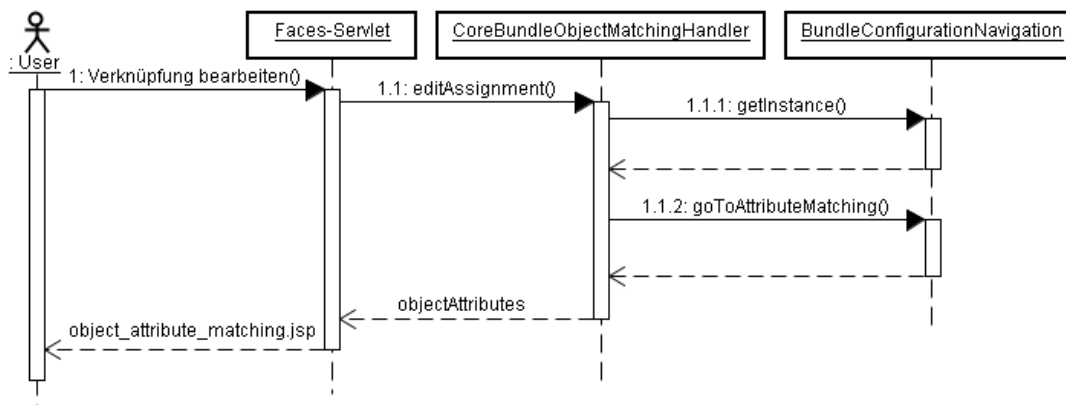 Faces-Servlet
CoreBundleObjectMatchingHandler
BundleConfigurationNavigation
: User
1: Verknüpfung bearbeiten()
1.1: editAssignment()
1.1.1: getInstance()
1.1.2: goToAttributeMatching()
objectAttributes
object_attribute_matching.jsp